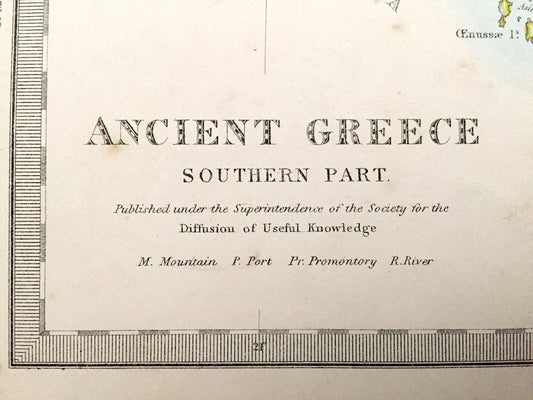 Œnussæ Iˢ.
ANCIENT GREECE
SOUTHERN PART.
Published under the Superintendence of the Society for the
Diffusion of Useful Knowledge
M. Mountain P. Port Pr. Promontory R. River
21